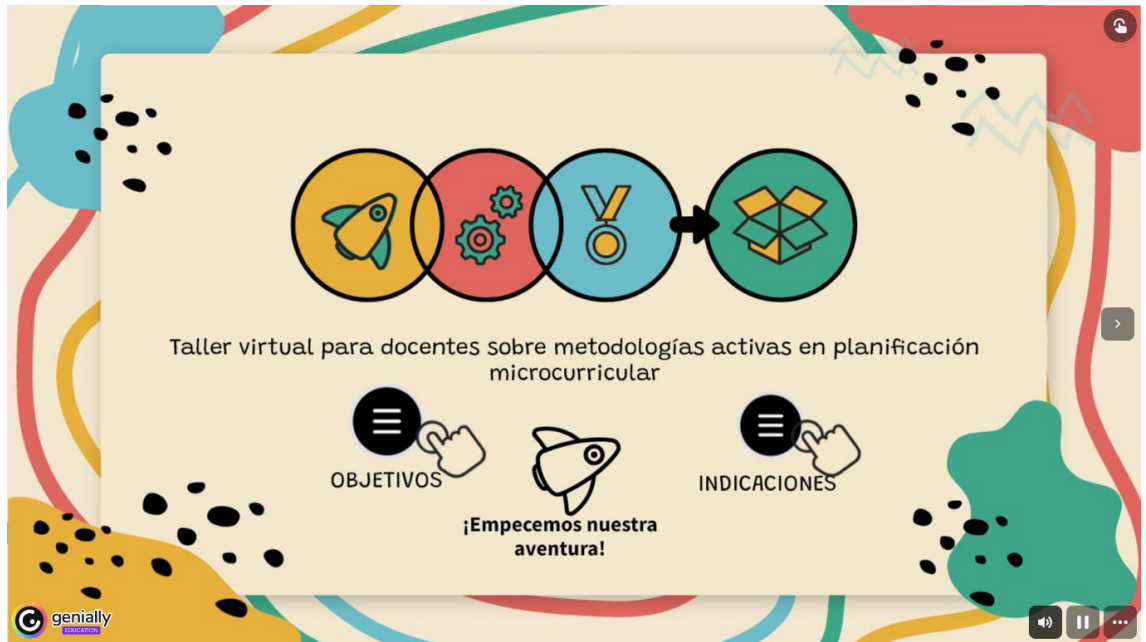 Taller virtual para docentes sobre metodologías activas en planificación
microcurricular
OBJETIVOS
INDICACIONES
¡Empecemos nuestra
aventura!
genially
EDUCATION